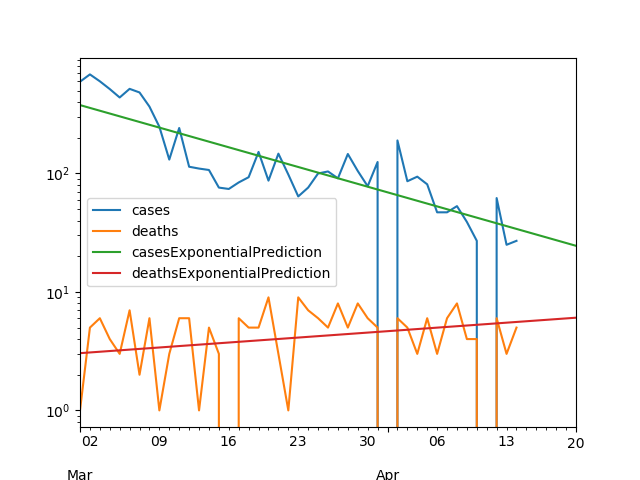 10²
10¹
10⁰
cases
deaths
casesExponentialPrediction
deathsExponentialPrediction
02 09 16 23 30 06 13 20
Mar Apr